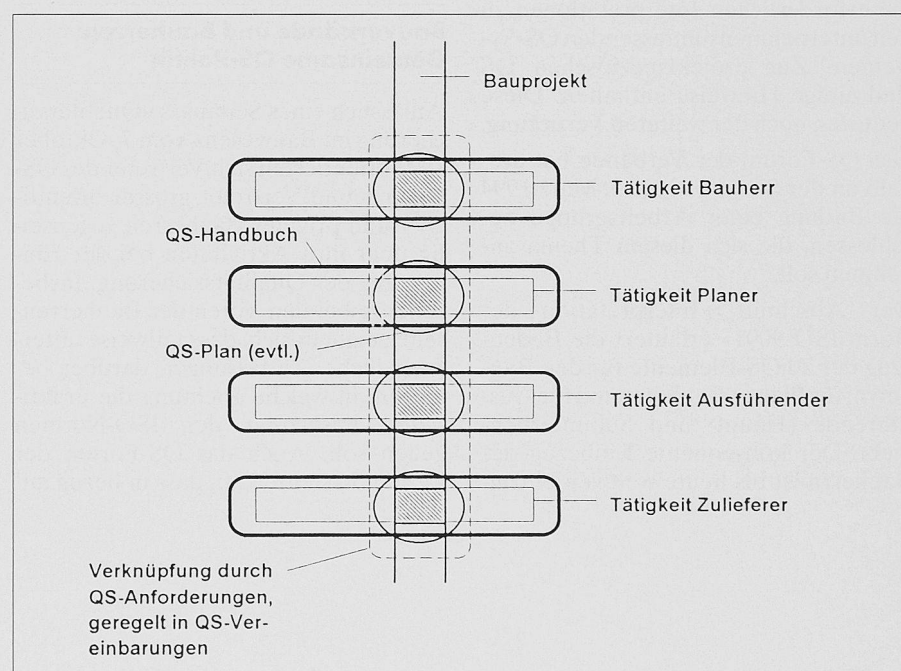 Bauprojekt
Tätigkeit Bauherr
QS-Handbuch
Tätigkeit Planer
QS-Plan (evtl.)
Tätigkeit Ausführender
Tätigkeit Zulieferer
Verknüpfung durch
QS-Anforderungen,
geregelt in QS-Ver-
einbarungen